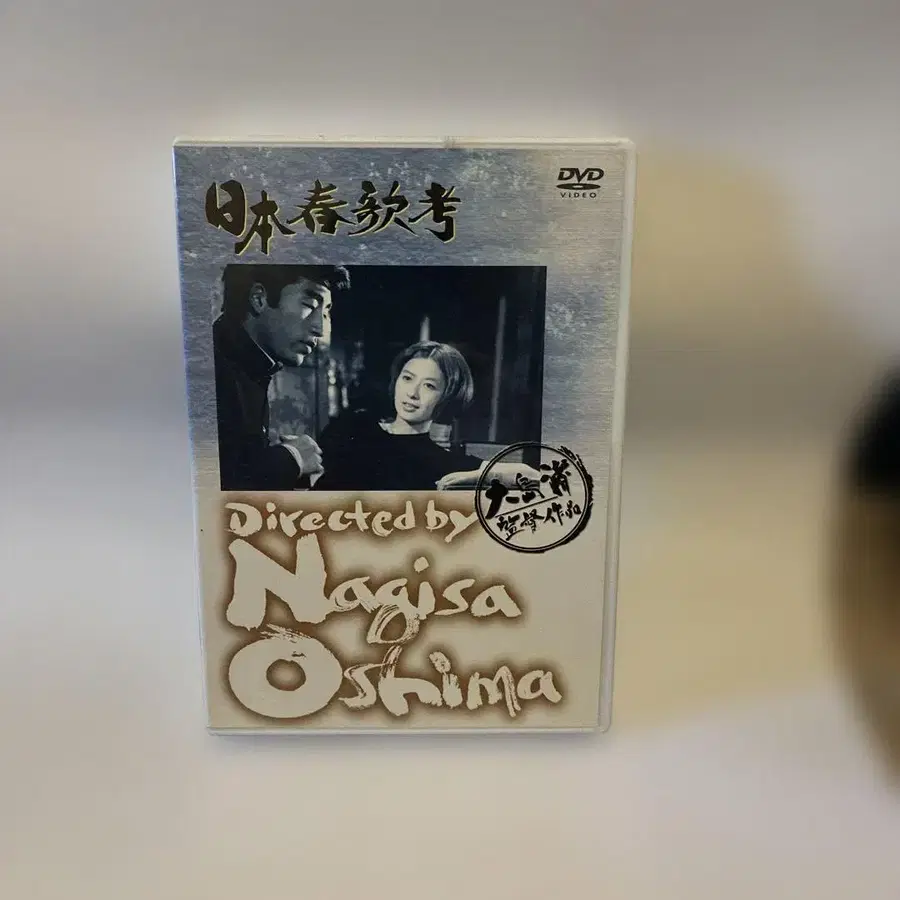 DVD
VIDEO
日本春歌考
大島渚
監督作品
Directed by
Nagisa
Oshima